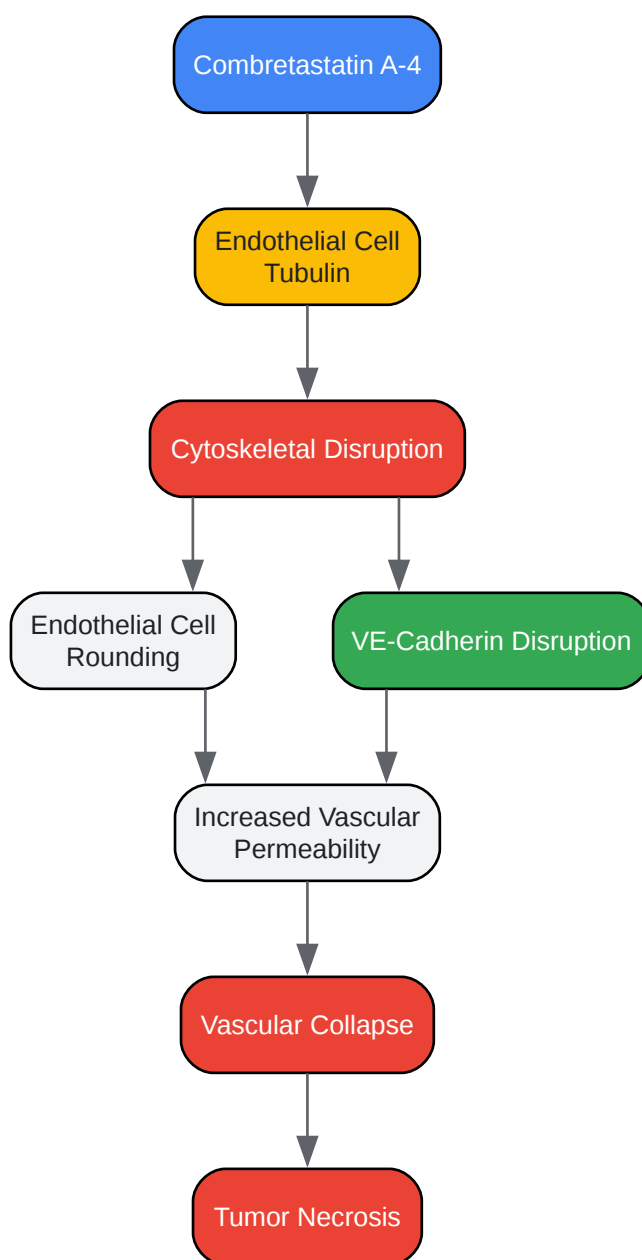 Combretastatin A-4
Endothelial Cell
Tubulin
Cytoskeletal Disruption
Endothelial Cell
Rounding
VE-Cadherin Disruption
Increased Vascular
Permeability
Vascular Collapse
Tumor Necrosis